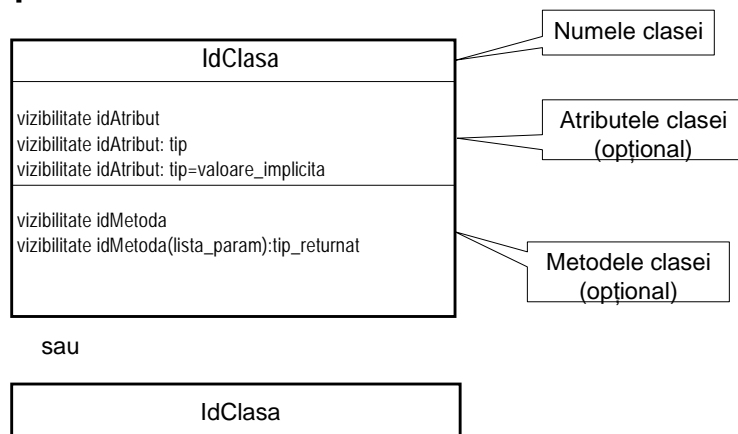 Numele clasei
IdClasa
vizibilitate idAtribut
vizibilitate idAtribut: tip
vizibilitate idAtribut: tip=valoare_implicita
Atributele clasei
(opțional)
vizibilitate idMetoda
vizibilitate idMetoda(lista_param):tip_returnat
Metodele clasei
(opțional)
sau
IdClasa